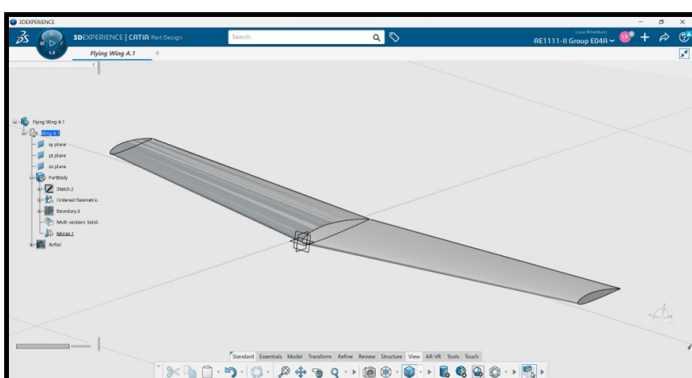 3DEXPERIENCE
3DEXPERIENCE | CATIA Part Design
Search
AE1111-II Group E04A
Flying Wing A.1
Flying Wing A.1
Wing A.1
xy plane
yz plane
zx plane
PartBody
Sketch.2
Ordered Geometric
Boundary.3
Multi-sections Solid
Mirror.1
Airfoil
Standard Essentials Model Transform Refine Review Structure View AR-VR Tools Touch